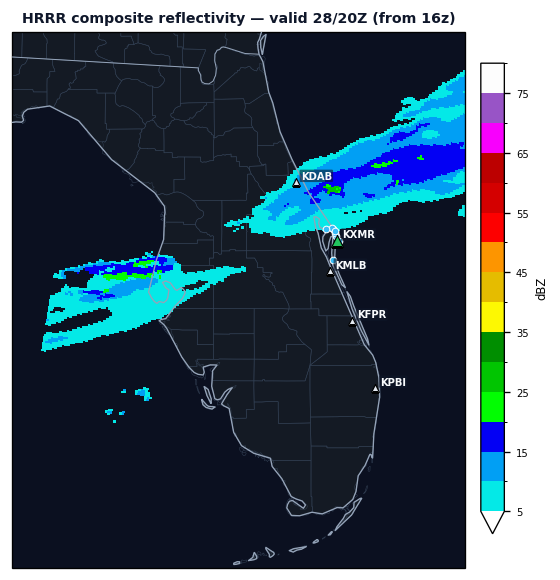 HRRR composite reflectivity — valid 28/20Z (from 16z)
KDAB
KXMR
KMLB
KFPR
KPBI
75
65
55
45
35
25
15
5
dBZ